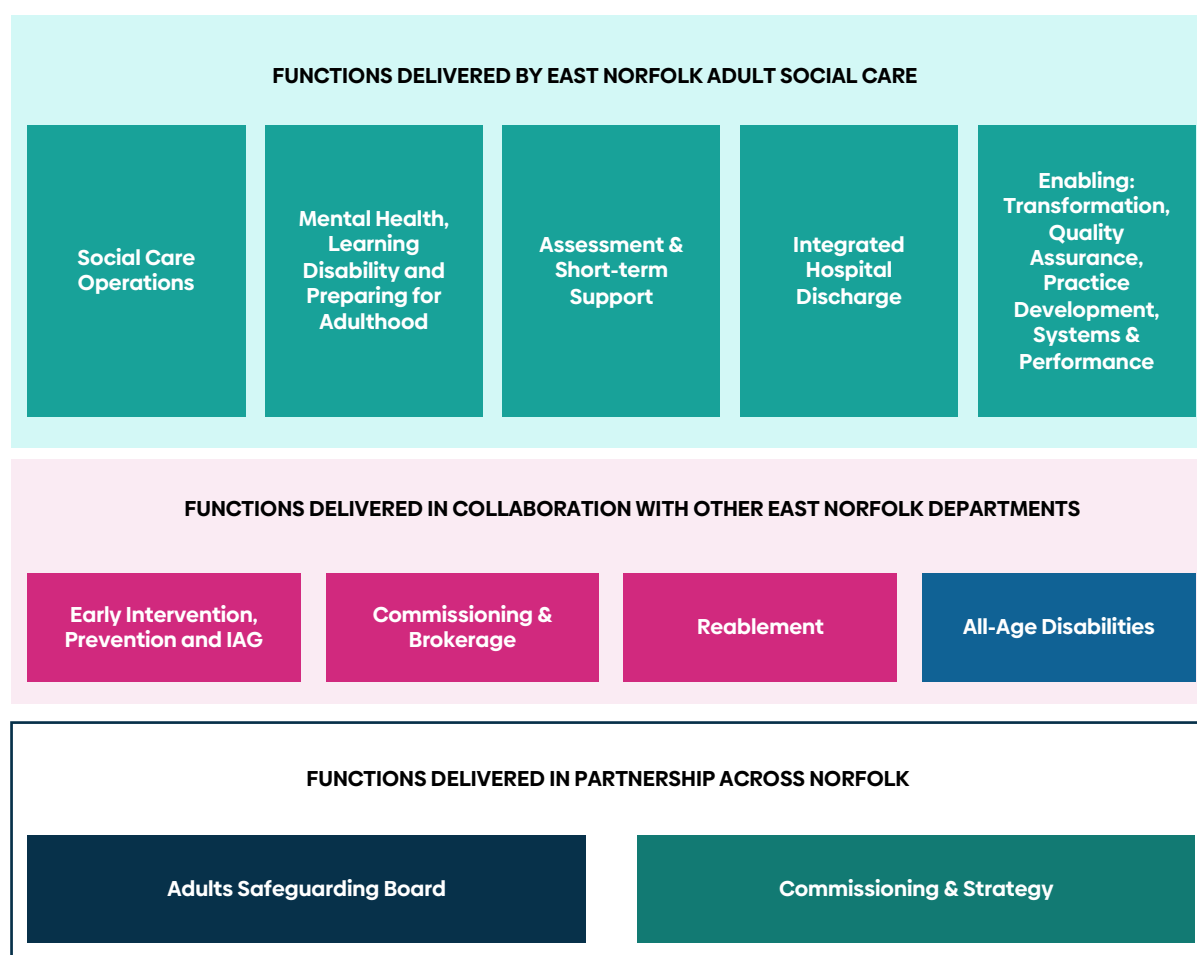 FUNCTIONS DELIVERED BY EAST NORFOLK ADULT SOCIAL CARE
Social Care
Operations
Mental Health,
Learning
Disability and
Preparing for
Adulthood
Assessment &
Short-term
Support
Integrated
Hospital
Discharge
Enabling:
Transformation,
Quality
Assurance,
Practice
Development,
Systems &
Performance
FUNCTIONS DELIVERED IN COLLABORATION WITH OTHER EAST NORFOLK DEPARTMENTS
Early Intervention,
Prevention and IAG
Commissioning &
Brokerage
Reablement
All-Age Disabilities
FUNCTIONS DELIVERED IN PARTNERSHIP ACROSS NORFOLK
Adults Safeguarding Board
Commissioning & Strategy